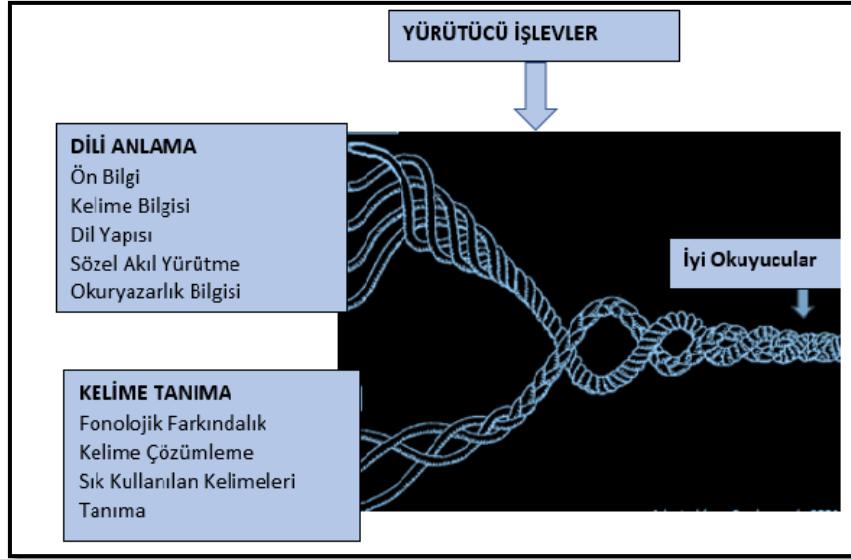 YÜRÜTÜCÜ İŞLEVLER
DİLİ ANLAMA
Ön Bilgi
Kelime Bilgisi
Dil Yapısı
Sözel Akıl Yürütme
Okuryazarlık Bilgisi
İyi Okuyucular
KELİME TANIMA
Fonolojik Farkındalık
Kelime Çözümleme
Sık Kullanılan Kelimeleri
Tanıma